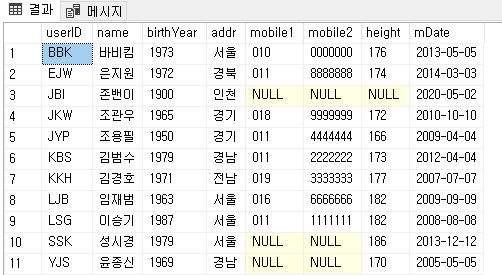 결과 메시지
userID name birthYear addr mobile1 mobile2 height mDate
1 BBK 바비킴 1973 서울 010 0000000 176 2013-05-05
2 EJW 은지원 1972 경북 011 8888888 174 2014-03-03
3 JBI 존밴이 1900 인천 NULL NULL NULL 2020-05-02
4 JKW 조관우 1965 경기 018 9999999 172 2010-10-10
5 JYP 조용필 1950 경기 011 4444444 166 2009-04-04
6 KBS 김범수 1979 경남 011 2222222 173 2012-04-04
7 KKH 김경호 1971 전남 019 3333333 177 2007-07-07
8 LJB 임재범 1963 서울 016 6666666 182 2009-09-09
9 LSG 이승기 1987 서울 011 1111111 182 2008-08-08
10 SSK 성시경 1979 서울 NULL NULL 186 2013-12-12
11 YJS 윤종신 1969 경남 NULL NULL 170 2005-05-05